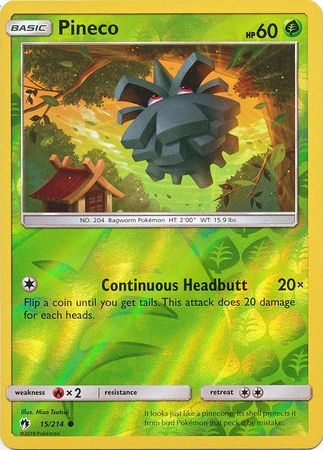 BASIC Pineco HP60
NO. 204 Bagworm Pokémon HT: 2'00" WT: 15.9 lbs.
Continuous Headbutt 20×
Flip a coin until you get tails. This attack does 20 damage
for each heads.
weakness ×2 resistance retreat
Illus. Misa Tsutsui
15/214
©2018 Pokémon
It looks just like a pinecone. Its shell protects it
from bird Pokémon that peck it by mistake.